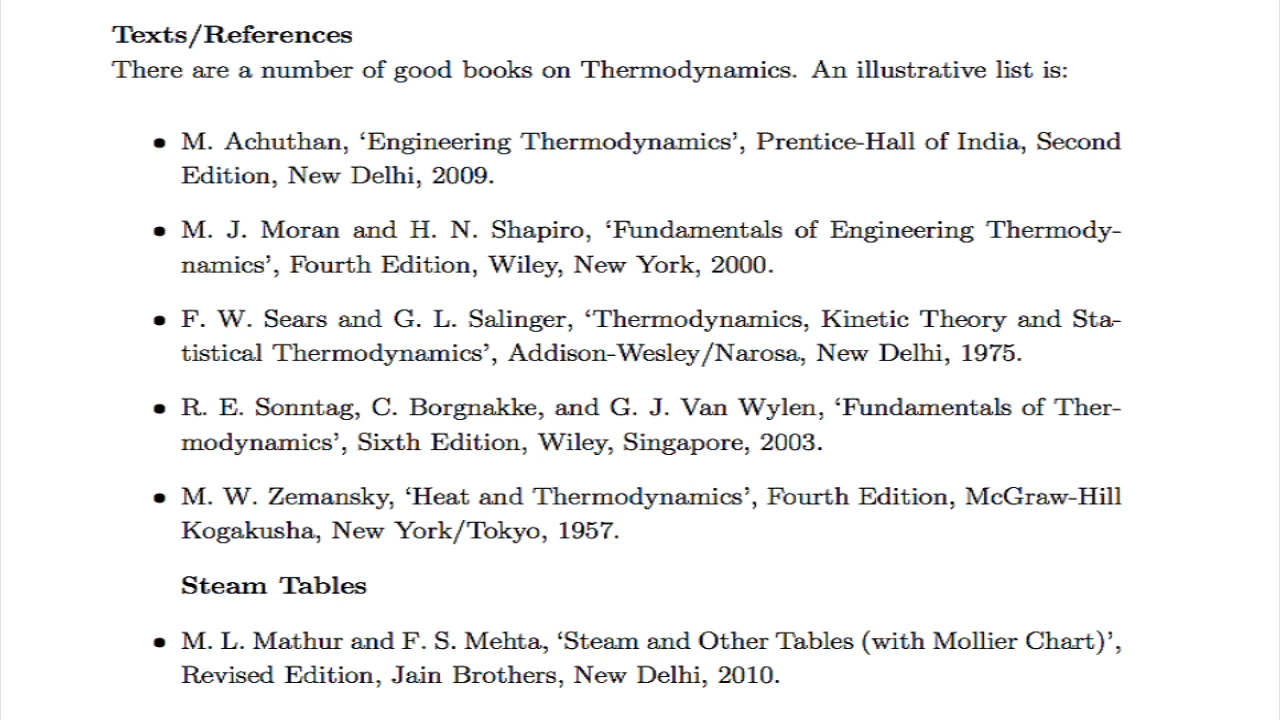 Texts/References
There are a number of good books on Thermodynamics. An illustrative list is:
• M. Achuthan, ‘Engineering Thermodynamics’, Prentice-Hall of India, Second
Edition, New Delhi, 2009.
• M. J. Moran and H. N. Shapiro, ‘Fundamentals of Engineering Thermody-
namics’, Fourth Edition, Wiley, New York, 2000.
• F. W. Sears and G. L. Salinger, ‘Thermodynamics, Kinetic Theory and Sta-
tistical Thermodynamics’, Addison-Wesley/Narosa, New Delhi, 1975.
• R. E. Sonntag, C. Borgnakke, and G. J. Van Wylen, ‘Fundamentals of Ther-
modynamics’, Sixth Edition, Wiley, Singapore, 2003.
• M. W. Zemansky, ‘Heat and Thermodynamics’, Fourth Edition, McGraw-Hill
Kogakusha, New York/Tokyo, 1957.
Steam Tables
• M. L. Mathur and F. S. Mehta, ‘Steam and Other Tables (with Mollier Chart)’,
Revised Edition, Jain Brothers, New Delhi, 2010.